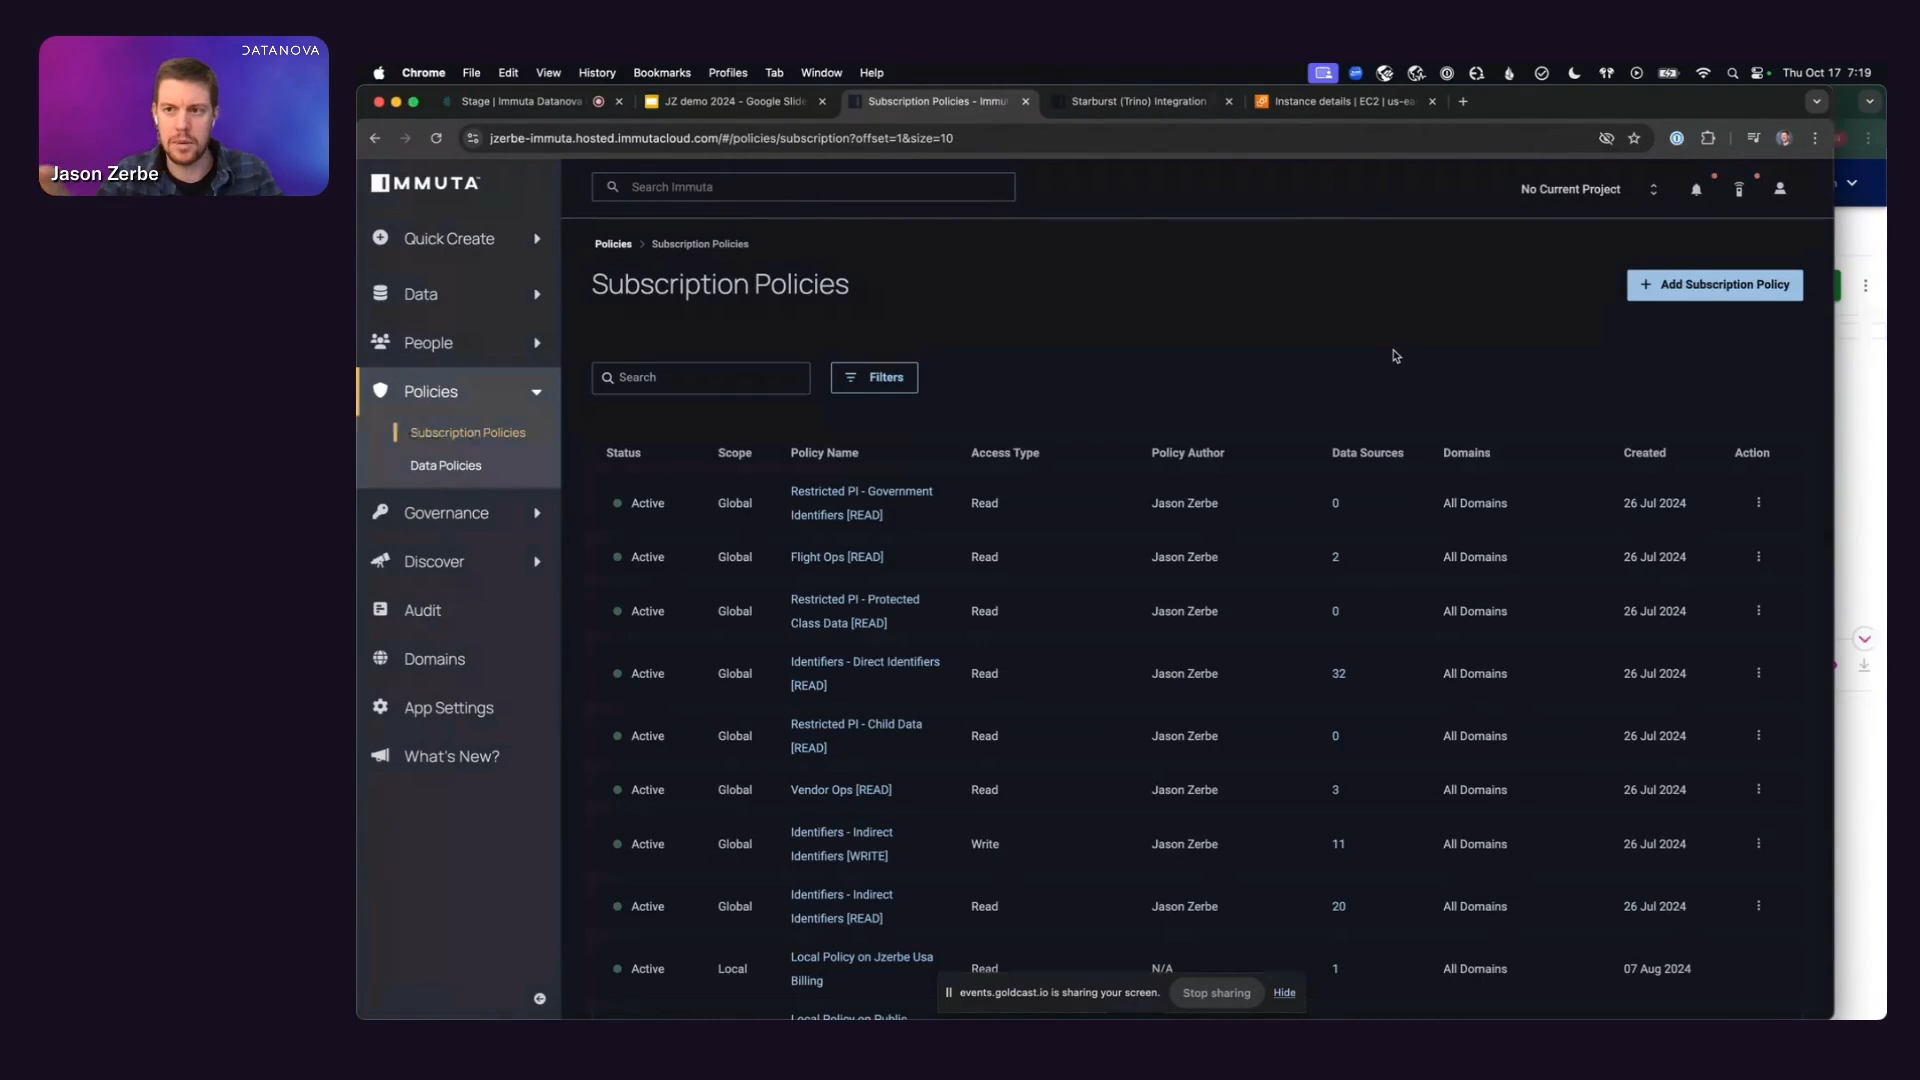 DATANOVA
Jason Zerbe
Chrome File Edit View History Bookmarks Profiles Tab Window Help
Thu Oct 17 7:19
Stage | Immuta Datanova
JZ demo 2024 - Google Slide
Subscription Policies - Immu
Starburst (Trino) Integration
Instance details | EC2 | us-ea
jzerbe-immuta.hosted.immutacloud.com/#/policies/subscription?offset=1&size=10
IMMUTA
Search Immuta
No Current Project
Quick Create
Data
People
Policies
Subscription Policies
Data Policies
Governance
Discover
Audit
Domains
App Settings
What's New?
Policies > Subscription Policies
Subscription Policies
+ Add Subscription Policy
Search
Filters
Status Scope Policy Name Access Type Policy Author Data Sources Domains Created Action
Active Global Restricted PI - Government Identifiers [READ] Read Jason Zerbe 0 All Domains 26 Jul 2024
Active Global Flight Ops [READ] Read Jason Zerbe 2 All Domains 26 Jul 2024
Active Global Restricted PI - Protected Class Data [READ] Read Jason Zerbe 0 All Domains 26 Jul 2024
Active Global Identifiers - Direct Identifiers [READ] Read Jason Zerbe 32 All Domains 26 Jul 2024
Active Global Restricted PI - Child Data [READ] Read Jason Zerbe 0 All Domains 26 Jul 2024
Active Global Vendor Ops [READ] Read Jason Zerbe 3 All Domains 26 Jul 2024
Active Global Identifiers - Indirect Identifiers [WRITE] Write Jason Zerbe 11 All Domains 26 Jul 2024
Active Global Identifiers - Indirect Identifiers [READ] Read Jason Zerbe 20 All Domains 26 Jul 2024
Active Local Local Policy on Jzerbe Usa Billing Read N/A 1 All Domains 07 Aug 2024
Local Policy on Public
events.goldcast.io is sharing your screen.
Stop sharing
Hide